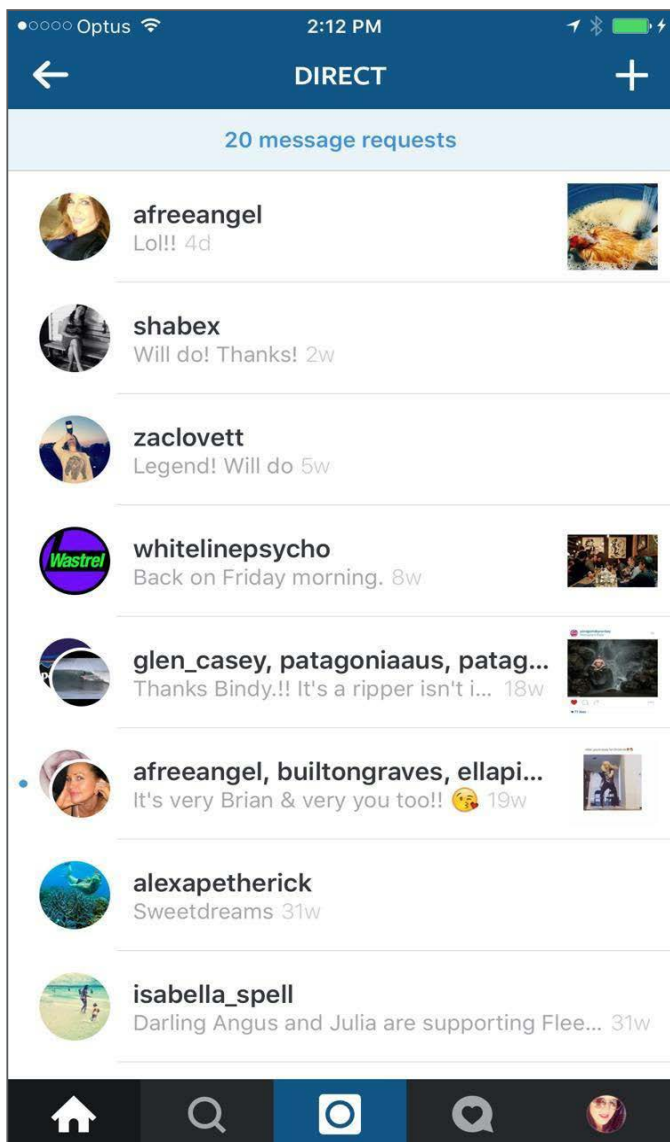 Optus 2:12 PM
DIRECT
20 message requests
afreeangel
Lol!! 4d
shabex
Will do! Thanks! 2w
zaclovett
Legend! Will do 5w
Wastrel
whitelinepsycho
Back on Friday morning. 8w
glen_casey, patagoniaaus, patag...
Thanks Bindy.!! It's a ripper isn't i... 18w
afreeangel, builtongraves, ellapi...
It's very Brian & very you too!! 😘 19w
alexapetherick
Sweetdreams 31w
isabella_spell
Darling Angus and Julia are supporting Flee... 31w